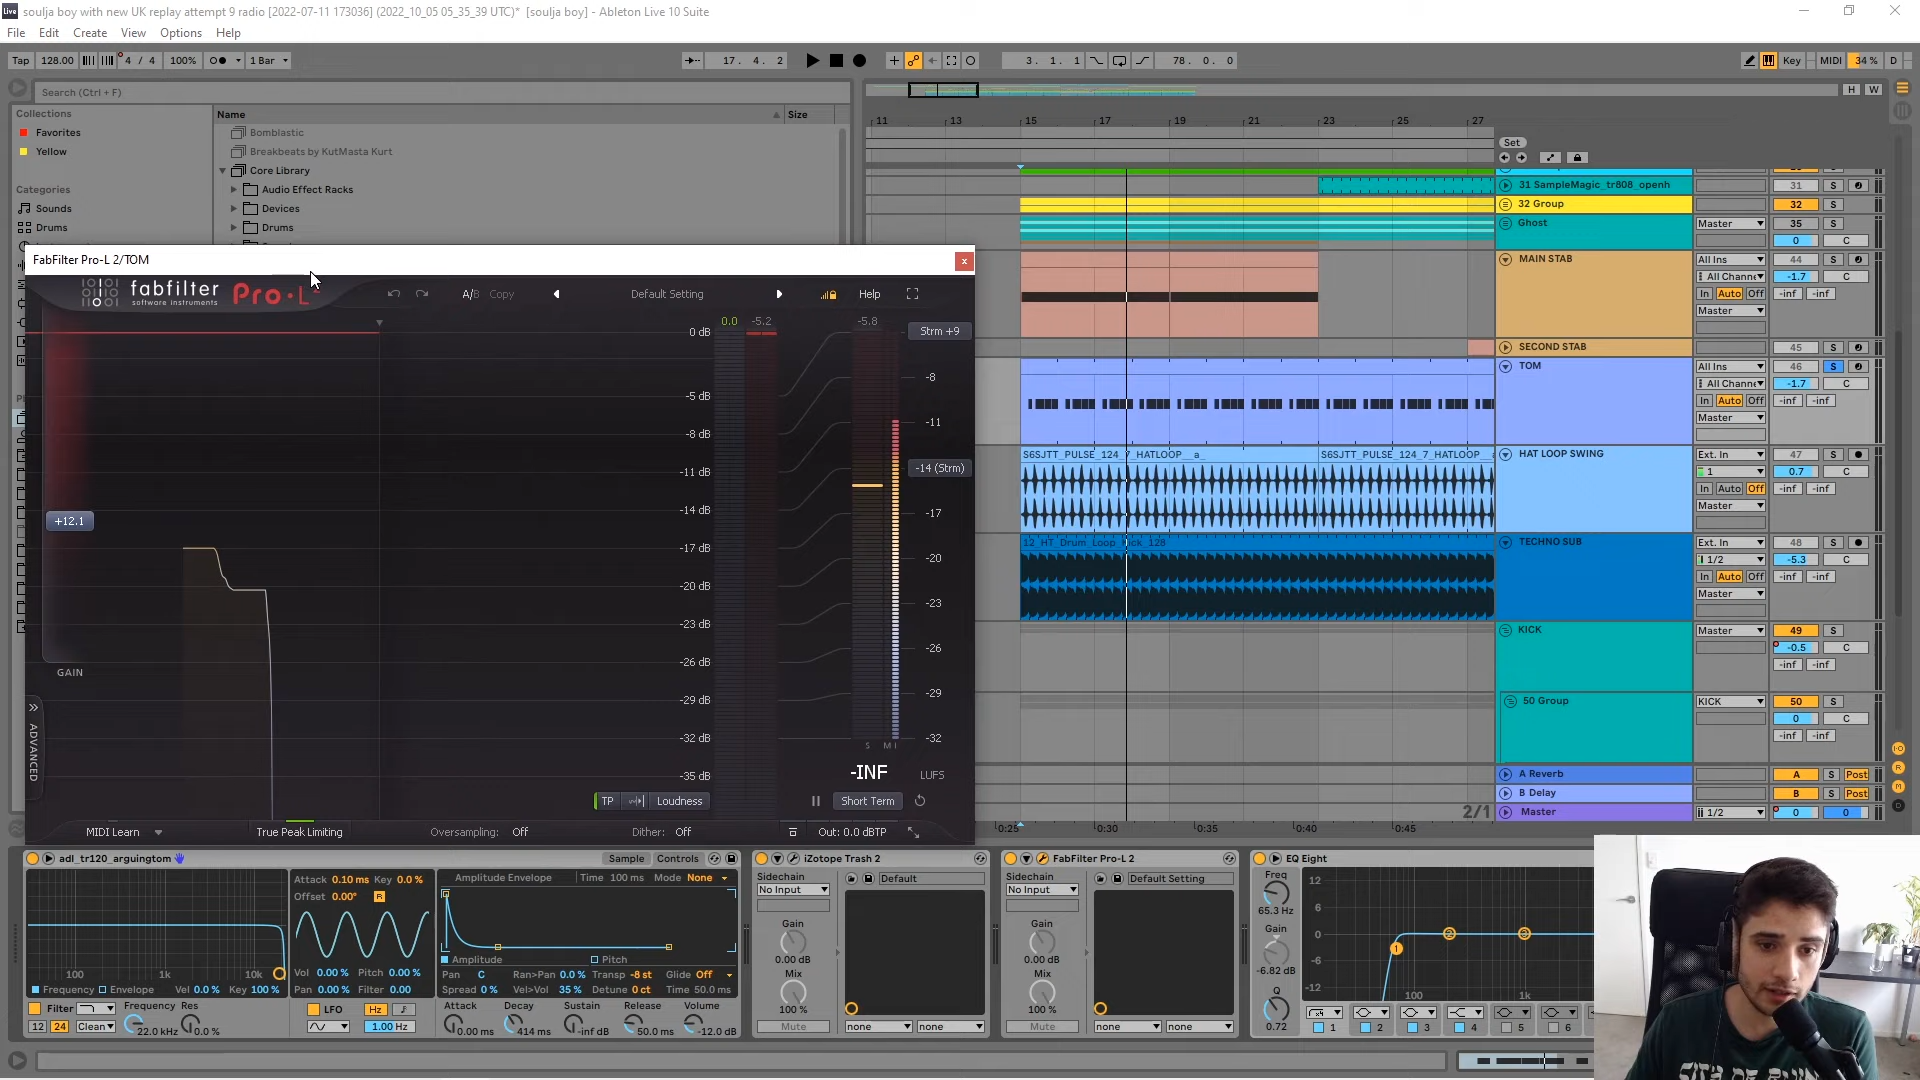 soulja boy with new UK replay attempt 9 radio [2022-07-11 173036] (2022_10_05 05_35_39 UTC)* [soulja boy] - Ableton Live 10 Suite
File Edit Create View Options Help
Tap 128.00 4 / 4 100% 1 Bar 17. 4. 2 3. 1. 1 78. 0. 0 Key MIDI 34 % D
Search (Ctrl + F)
H W
Collections
Favorites
Yellow
Categories
Sounds
Drums
Name Size
Bomblastic
Breakbeats by KutMasta Kurt
Core Library
Audio Effect Racks
Devices
Drums
11 13 15 17 19 21 23 25 27
Set
31 SampleMagic_tr808_openh 31 S
32 Group 32 S
Ghost Master 35 S
0 C
MAIN STAB All Ins 44 S
All Channe -1.7 C
In Auto Off -inf -inf
Master
SECOND STAB 45 S
TOM All Ins 46 S
All Channe -1.7 C
In Auto Off -inf -inf
Master
S6SJTT_PULSE_124_7_HATLOOP__a_ S6SJTT_PULSE_124_7_HATLOOP__
HAT LOOP SWING Ext. In 47 S
1 0.7 C
In Auto Off -inf -inf
Master
12_HT_Drum_Loop
128
TECHNO SUB Ext. In 48 S
1/2 -5.3 C
In Auto Off -inf -inf
Master
KICK Master 49 S
-0.5 C
-inf -inf
50 Group KICK 50 S
0 C
-inf -inf
A Reverb A S Post
B Delay B S Post
2/1 Master 1/2 0 0
0:25 0:30 0:35 0:40 0:45
FabFilter Pro-L 2/TOM x
fabfilter
software instruments
Pro·L
A/B Copy Default Setting Help
0.0 -5.2 -5.8
0 dB
-5 dB
-8 dB
-11 dB
-14 dB
-17 dB
-20 dB
-23 dB
-26 dB
-29 dB
-32 dB
-35 dB
Strm +9
-8
-11
-14 (Strm)
-17
-20
-23
-26
-29
-32
S M I
+12.1
GAIN
ADVANCED
-INF LUFS
TP Loudness Short Term
MIDI Learn True Peak Limiting Oversampling: Off Dither: Off Out: 0.0 dBTP
adl_tr120_arguingtom Sample Controls
100 1k 10k
Frequency Envelope Vel 0.0 % Key 100 %
Filter Frequency Res
12 24 Clean 22.0 kHz 0.0 %
Attack 0.10 ms Key 0.0 %
Offset 0.00° R
Vol 0.00 % Pitch 0.00 %
Pan 0.00 % Filter 0.00
LFO Hz
1.00 Hz
Amplitude Envelope Time 100 ms Mode None
Amplitude Pitch
Pan C Ran>Pan 0.0 % Transp -8 st Glide Off
Spread 0 % Vel>Vol 35 % Detune 0 ct Time 50.0 ms
Attack Decay Sustain Release Volume
0.00 ms 414 ms -inf dB 50.0 ms -12.0 dB
iZotope Trash 2
Sidechain
No Input Default
Gain
0.00 dB
Mix
100 %
Mute none none
FabFilter Pro-L 2
Sidechain
No Input Default Setting
Gain
0.00 dB
Mix
100 %
Mute none none
EQ Eight
Freq
65.3 Hz
Gain
-6.82 dB
Q
0.72
12
6
0
-6
-12
1 2 3
100 1k
1 2 3 4 5 6
CITY OF